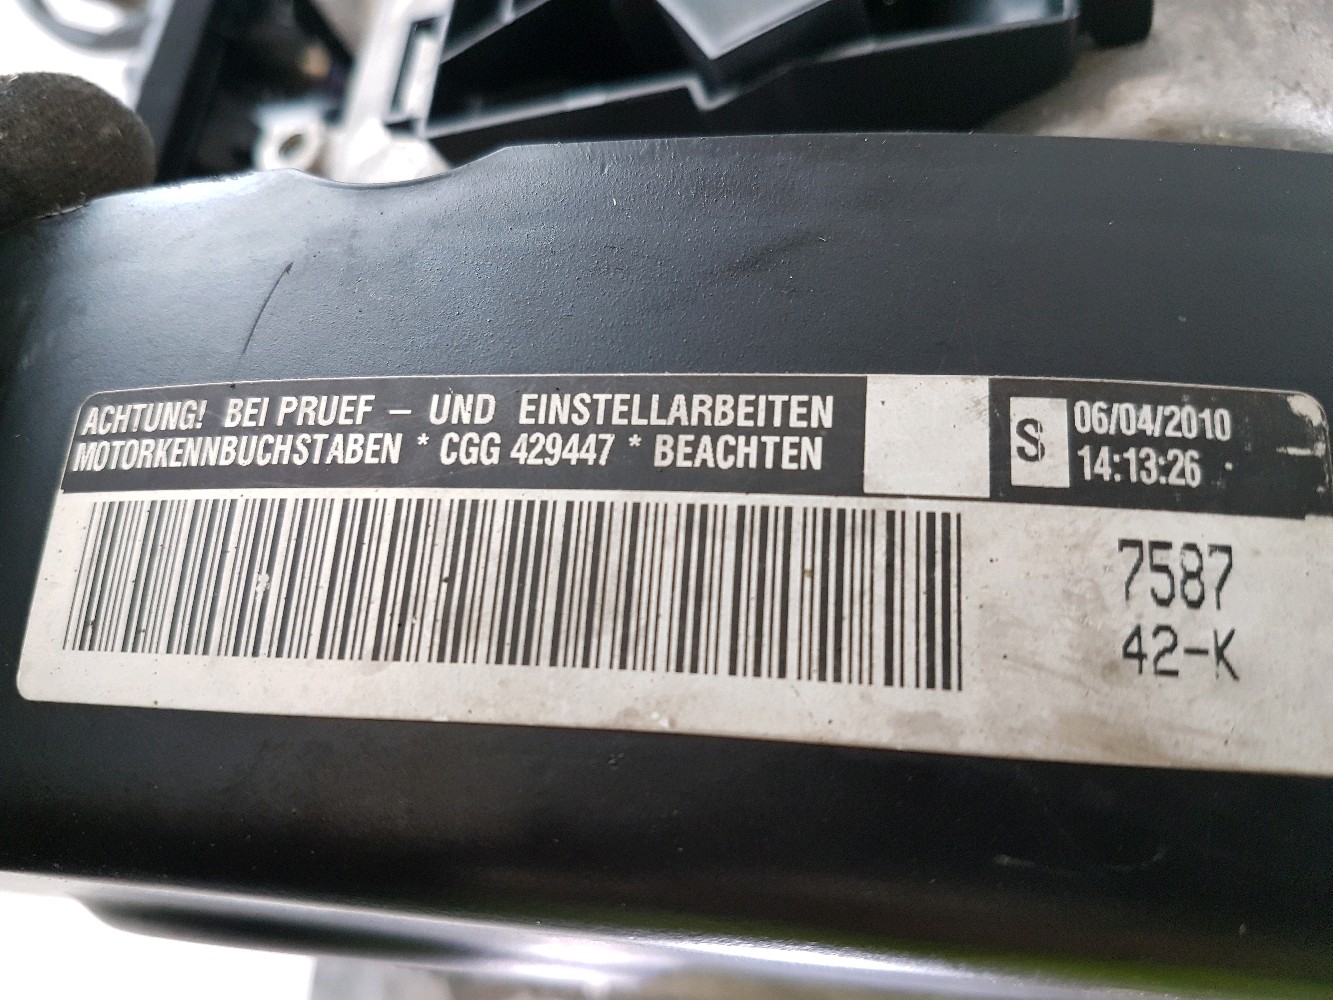 ACHTUNG! BEI PRUEF - UND EINSTELLARBEITEN
MOTORKENNBUCHSTABEN * CGG 429447 * BEACHTEN
S
06/04/2010
14:13:26
7587
42-K